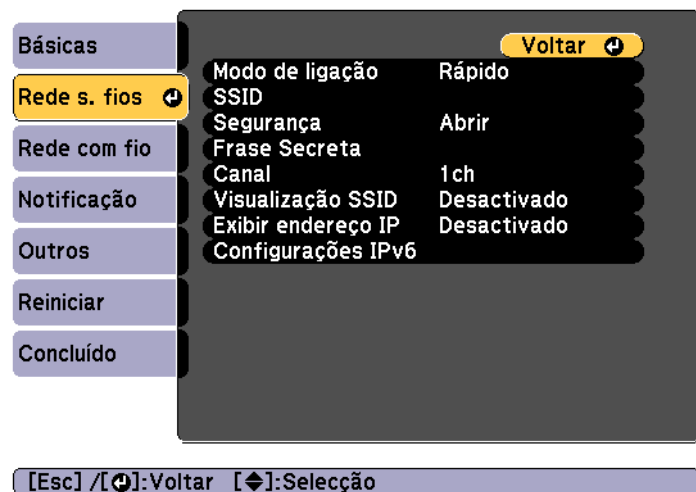 Básicas
Rede s. fios
Rede com fio
Notificação
Outros
Reiniciar
Concluído
Voltar
Modo de ligação Rápido
SSID
Segurança Abrir
Frase Secreta
Canal 1ch
Visualização SSID Desactivado
Exibir endereço IP Desactivado
Configurações IPv6
[Esc] /[⏎]:Voltar [◆]:Selecção